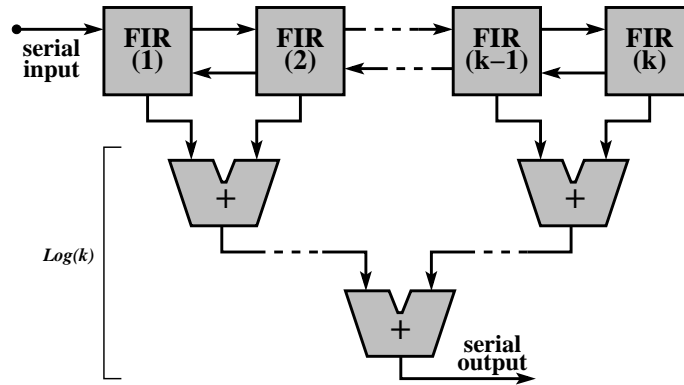 FIR
(1)
FIR
(2)
FIR
(k−1)
FIR
(k)
serial
input
+
+
Log(k)
+
serial
output